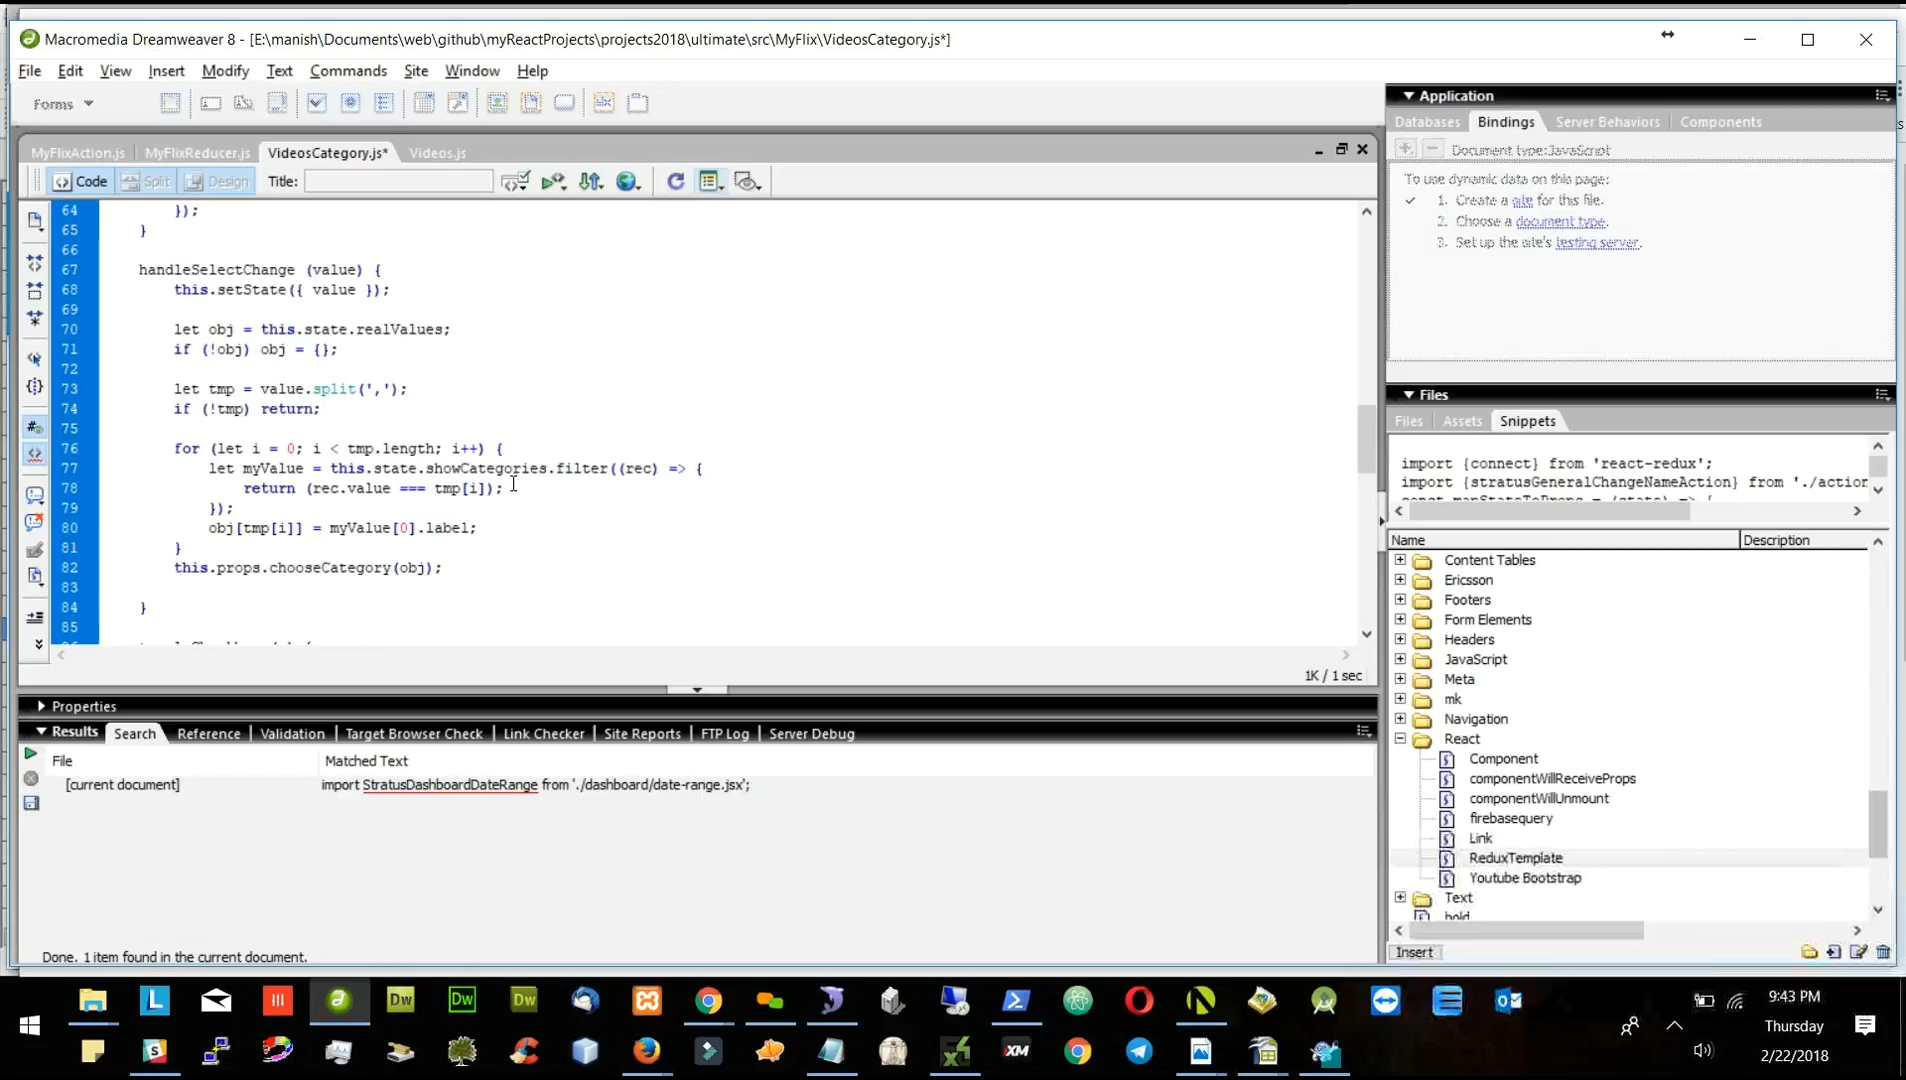 Macromedia Dreamweaver 8 - [E:\manish\Documents\web\github\myReactProjects\projects2018\ultimate\src\MyFlix\VideosCategory.js*]
File Edit View Insert Modify Text Commands Site Window Help
Forms
MyFlixAction.js MyFlixReducer.js VideosCategory.js* Videos.js
Code Split Design Title:
64 });
65 }
66
67 handleSelectChange (value) {
68 this.setState({ value });
69
70 let obj = this.state.realValues;
71 if (!obj) obj = {};
72
73 let tmp = value.split(',');
74 if (!tmp) return;
75
76 for (let i = 0; i < tmp.length; i++) {
77 let myValue = this.state.showCategories.filter((rec) => {
78 return (rec.value === tmp[i]);
79 });
80 obj[tmp[i]] = myValue[0].label;
81 }
82 this.props.chooseCategory(obj);
83
84 }
85
1K / 1 sec
Properties
Results Search Reference Validation Target Browser Check Link Checker Site Reports FTP Log Server Debug
File Matched Text
[current document] import StratusDashboardDateRange from './dashboard/date-range.jsx';
Done. 1 item found in the current document.
Application
Databases Bindings Server Behaviors Components
Document type:JavaScript
To use dynamic data on this page:
1. Create a site for this file.
2. Choose a document type.
3. Set up the site's testing server.
Files
Files Assets Snippets
import {connect} from 'react-redux';
import {stratusGeneralChangeNameAction} from './action
const mapStateToProps = (state) => {
Name Description
Content Tables
Ericsson
Footers
Form Elements
Headers
JavaScript
Meta
mk
Navigation
React
Component
componentWillReceiveProps
componentWillUnmount
firebasequery
Link
ReduxTemplate
Youtube Bootstrap
Text
bold
Insert
9:43 PM
Thursday
2/22/2018